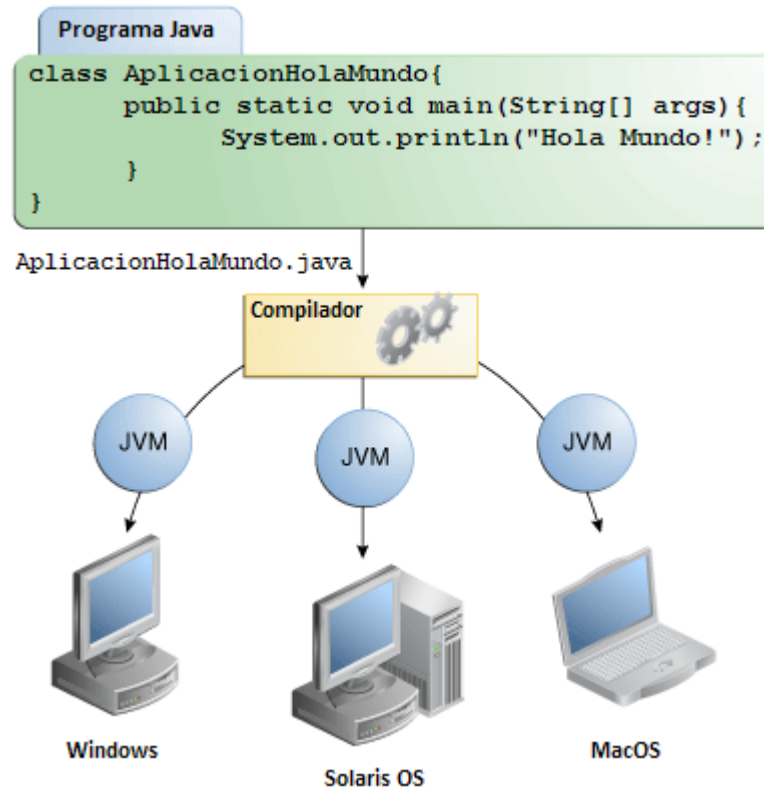 Programa Java
class AplicacionHolaMundo{
public static void main(String[] args){
System.out.println("Hola Mundo!");
}
}
AplicacionHolaMundo.java
Compilador
JVM
JVM
JVM
Windows
Solaris OS
MacOS